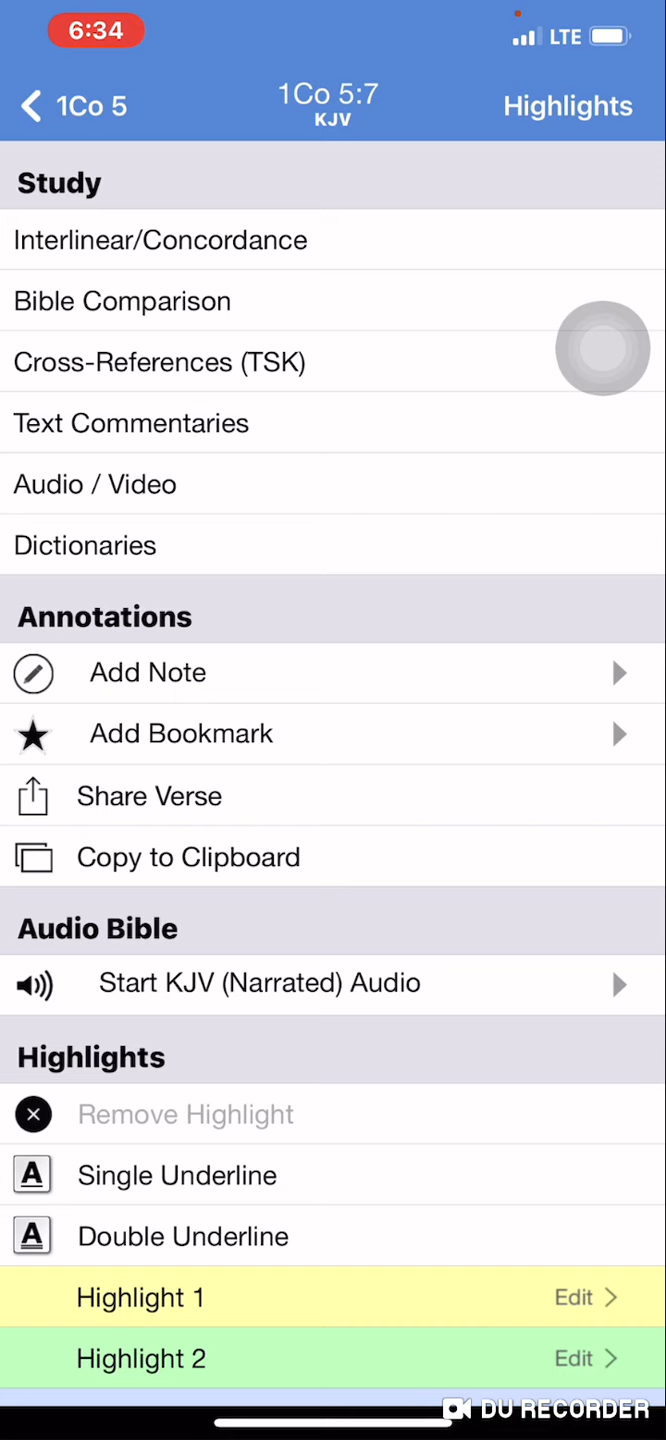 6:34
LTE
1Co 5
1Co 5:7
KJV
Highlights
Study
Interlinear/Concordance
Bible Comparison
Cross-References (TSK)
Text Commentaries
Audio / Video
Dictionaries
Annotations
Add Note
Add Bookmark
Share Verse
Copy to Clipboard
Audio Bible
Start KJV (Narrated) Audio
Highlights
Remove Highlight
A Single Underline
A Double Underline
Highlight 1 Edit
Highlight 2 Edit
DU RECORDER